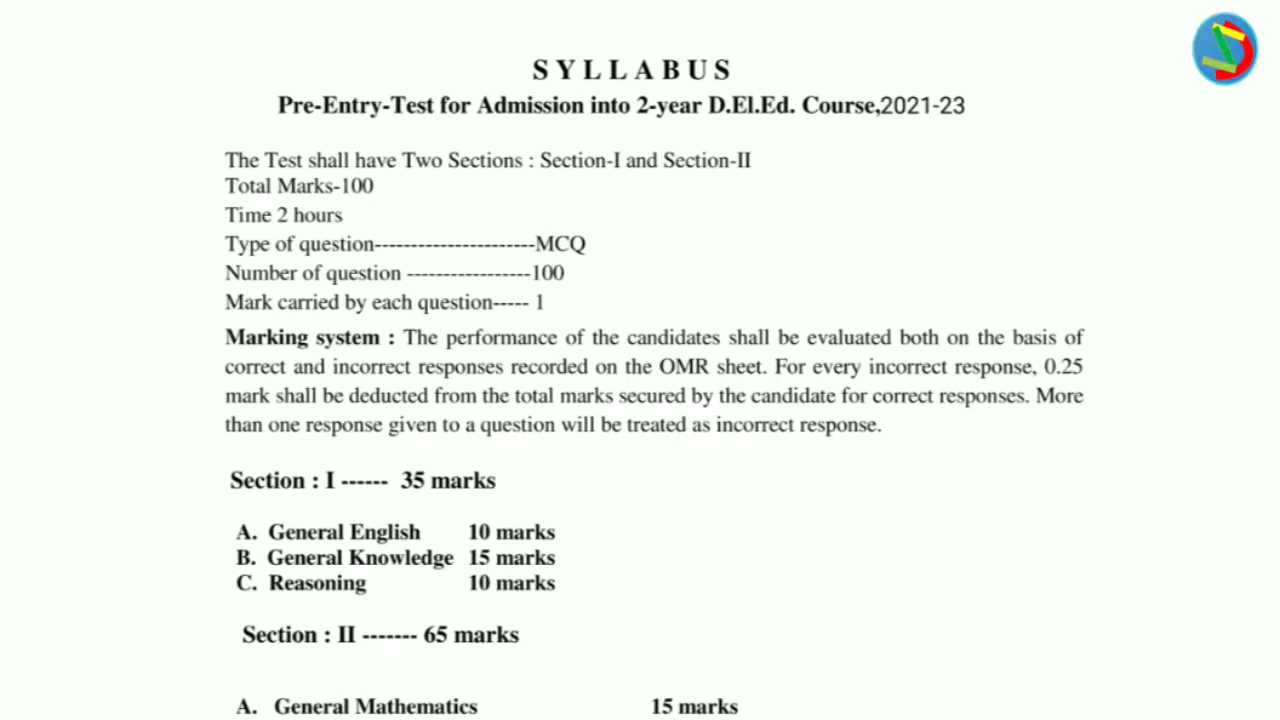 SYLLABUS
Pre-Entry-Test for Admission into 2-year D.El.Ed. Course,2021-23
The Test shall have Two Sections : Section-I and Section-II
Total Marks-100
Time 2 hours
Type of question----------------------MCQ
Number of question -----------------100
Mark carried by each question----- 1
Marking system : The performance of the candidates shall be evaluated both on the basis of
correct and incorrect responses recorded on the OMR sheet. For every incorrect response, 0.25
mark shall be deducted from the total marks secured by the candidate for correct responses. More
than one response given to a question will be treated as incorrect response.
Section : I ------ 35 marks
A. General English 10 marks
B. General Knowledge 15 marks
C. Reasoning 10 marks
Section : II ------- 65 marks
A. General Mathematics 15 marks